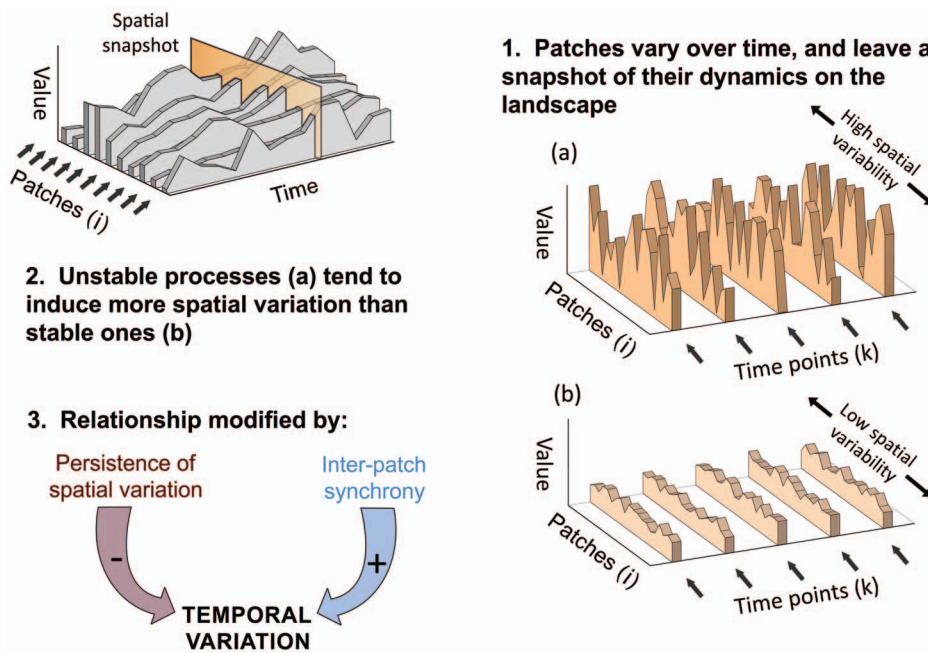 Spatial
snapshot
Value
Patches (i)
Time
1. Patches vary over time, and leave a
snapshot of their dynamics on the
landscape
(a)
High spatial
variability
Value
Patches (i)
Time points (k)
2. Unstable processes (a) tend to
induce more spatial variation than
stable ones (b)
(b)
Low spatial
variability
Value
Patches (i)
Time points (k)
3. Relationship modified by:
Persistence of
spatial variation
Inter-patch
synchrony
-
+
TEMPORAL
VARIATION